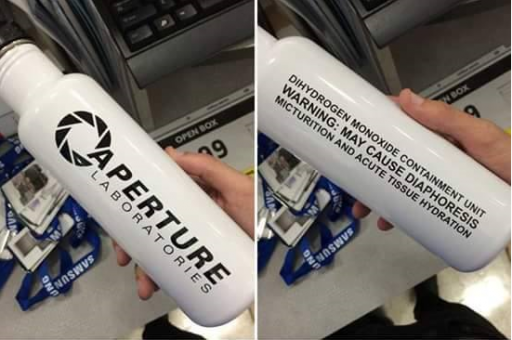 APERTURE
LABORATORIES
OPEN BOX
SAMSUNG
DIHYDROGEN MONOXIDE CONTAINMENT UNIT
WARNING: MAY CAUSE DIAPHORESIS
MICTURITION AND ACUTE TISSUE HYDRATION
OPEN BOX
99
SAMSUNG